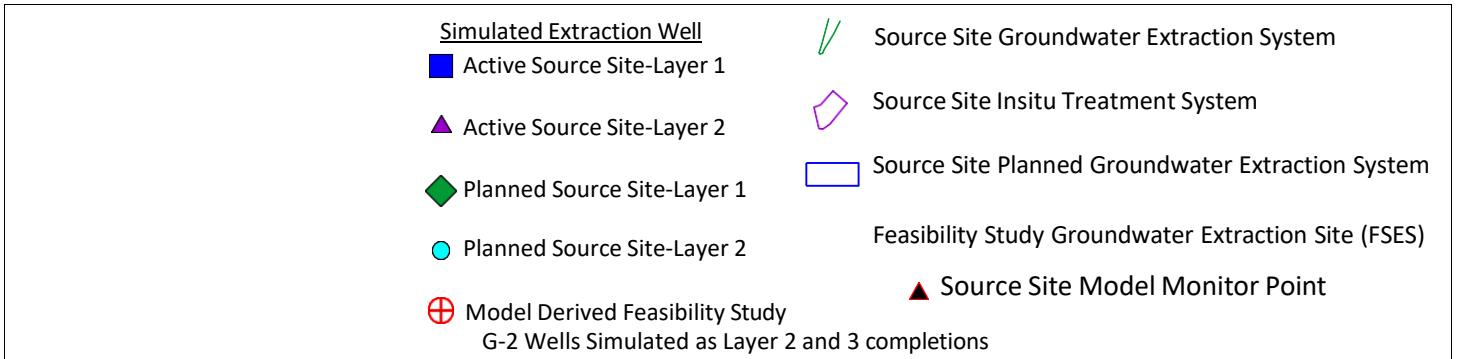 Simulated Extraction Well
Active Source Site-Layer 1
Active Source Site-Layer 2
Planned Source Site-Layer 1
Planned Source Site-Layer 2
Model Derived Feasibility Study
G-2 Wells Simulated as Layer 2 and 3 completions
Source Site Groundwater Extraction System
Source Site Insitu Treatment System
Source Site Planned Groundwater Extraction System
Feasibility Study Groundwater Extraction Site (FSES)
Source Site Model Monitor Point